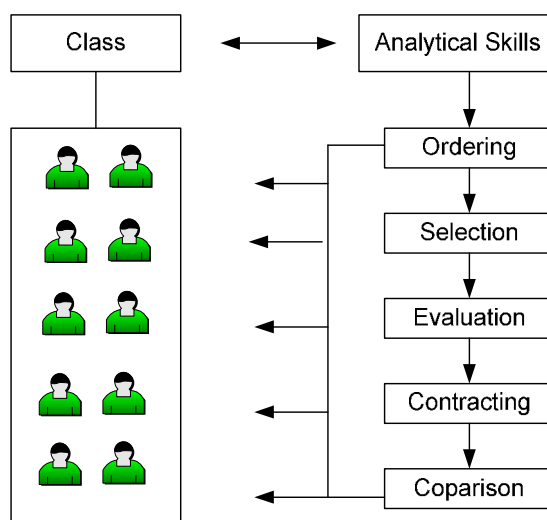 Class
Analytical Skills
Ordering
Selection
Evaluation
Contracting
Coparison